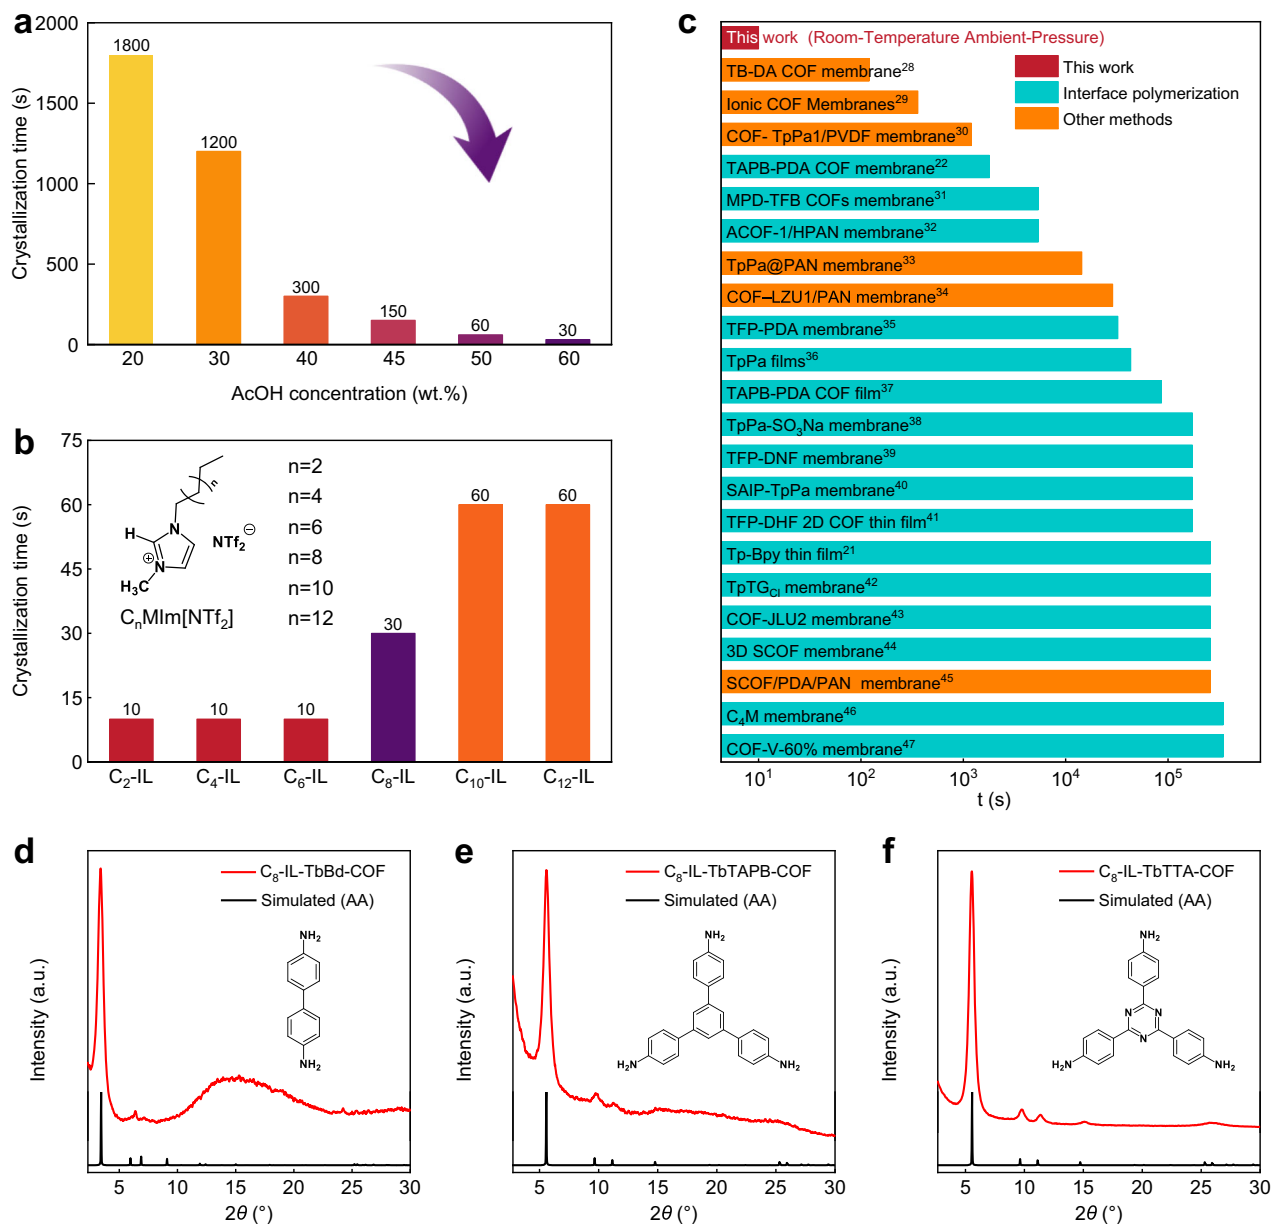 a
2000
1500
1000
500
0
Crystallization time (s)
1800
1200
300
150
60
30
20 30 40 45 50 60
AcOH concentration (wt.%)
b
75
60
45
30
15
0
Crystallization time (s)
n=2
n=4
n=6
n=8
n=10
n=12
n
H
N
N
⊕
H₃C
NTf₂ ⊖
CₙMIm[NTf₂]
10 10 10 30 60 60
C₂-IL C₄-IL C₆-IL C₈-IL C₁₀-IL C₁₂-IL
c
This work (Room-Temperature Ambient-Pressure)
TB-DA COF membrane²⁸
Ionic COF Membranes²⁹
COF- TpPa1/PVDF membrane³⁰
TAPB-PDA COF membrane²²
MPD-TFB COFs membrane³¹
ACOF-1/HPAN membrane³²
TpPa@PAN membrane³³
COF–LZU1/PAN membrane³⁴
TFP-PDA membrane³⁵
TpPa films³⁶
TAPB-PDA COF film³⁷
TpPa-SO₃Na membrane³⁸
TFP-DNF membrane³⁹
SAIP-TpPa membrane⁴⁰
TFP-DHF 2D COF thin film⁴¹
Tp-Bpy thin film²¹
TpTG_Cl membrane⁴²
COF-JLU2 membrane⁴³
3D SCOF membrane⁴⁴
SCOF/PDA/PAN membrane⁴⁵
C₄M membrane⁴⁶
COF-V-60% membrane⁴⁷
This work
Interface polymerization
Other methods
10¹ 10² 10³ 10⁴ 10⁵
t (s)
d
C₈-IL-TbBd-COF
Simulated (AA)
NH₂
NH₂
Intensity (a.u.)
5 10 15 20 25 30
2θ (°)
e
C₈-IL-TbTAPB-COF
Simulated (AA)
NH₂
H₂N
NH₂
Intensity (a.u.)
5 10 15 20 25 30
2θ (°)
f
C₈-IL-TbTTA-COF
Simulated (AA)
NH₂
N N
N
H₂N
NH₂
Intensity (a.u.)
5 10 15 20 25 30
2θ (°)